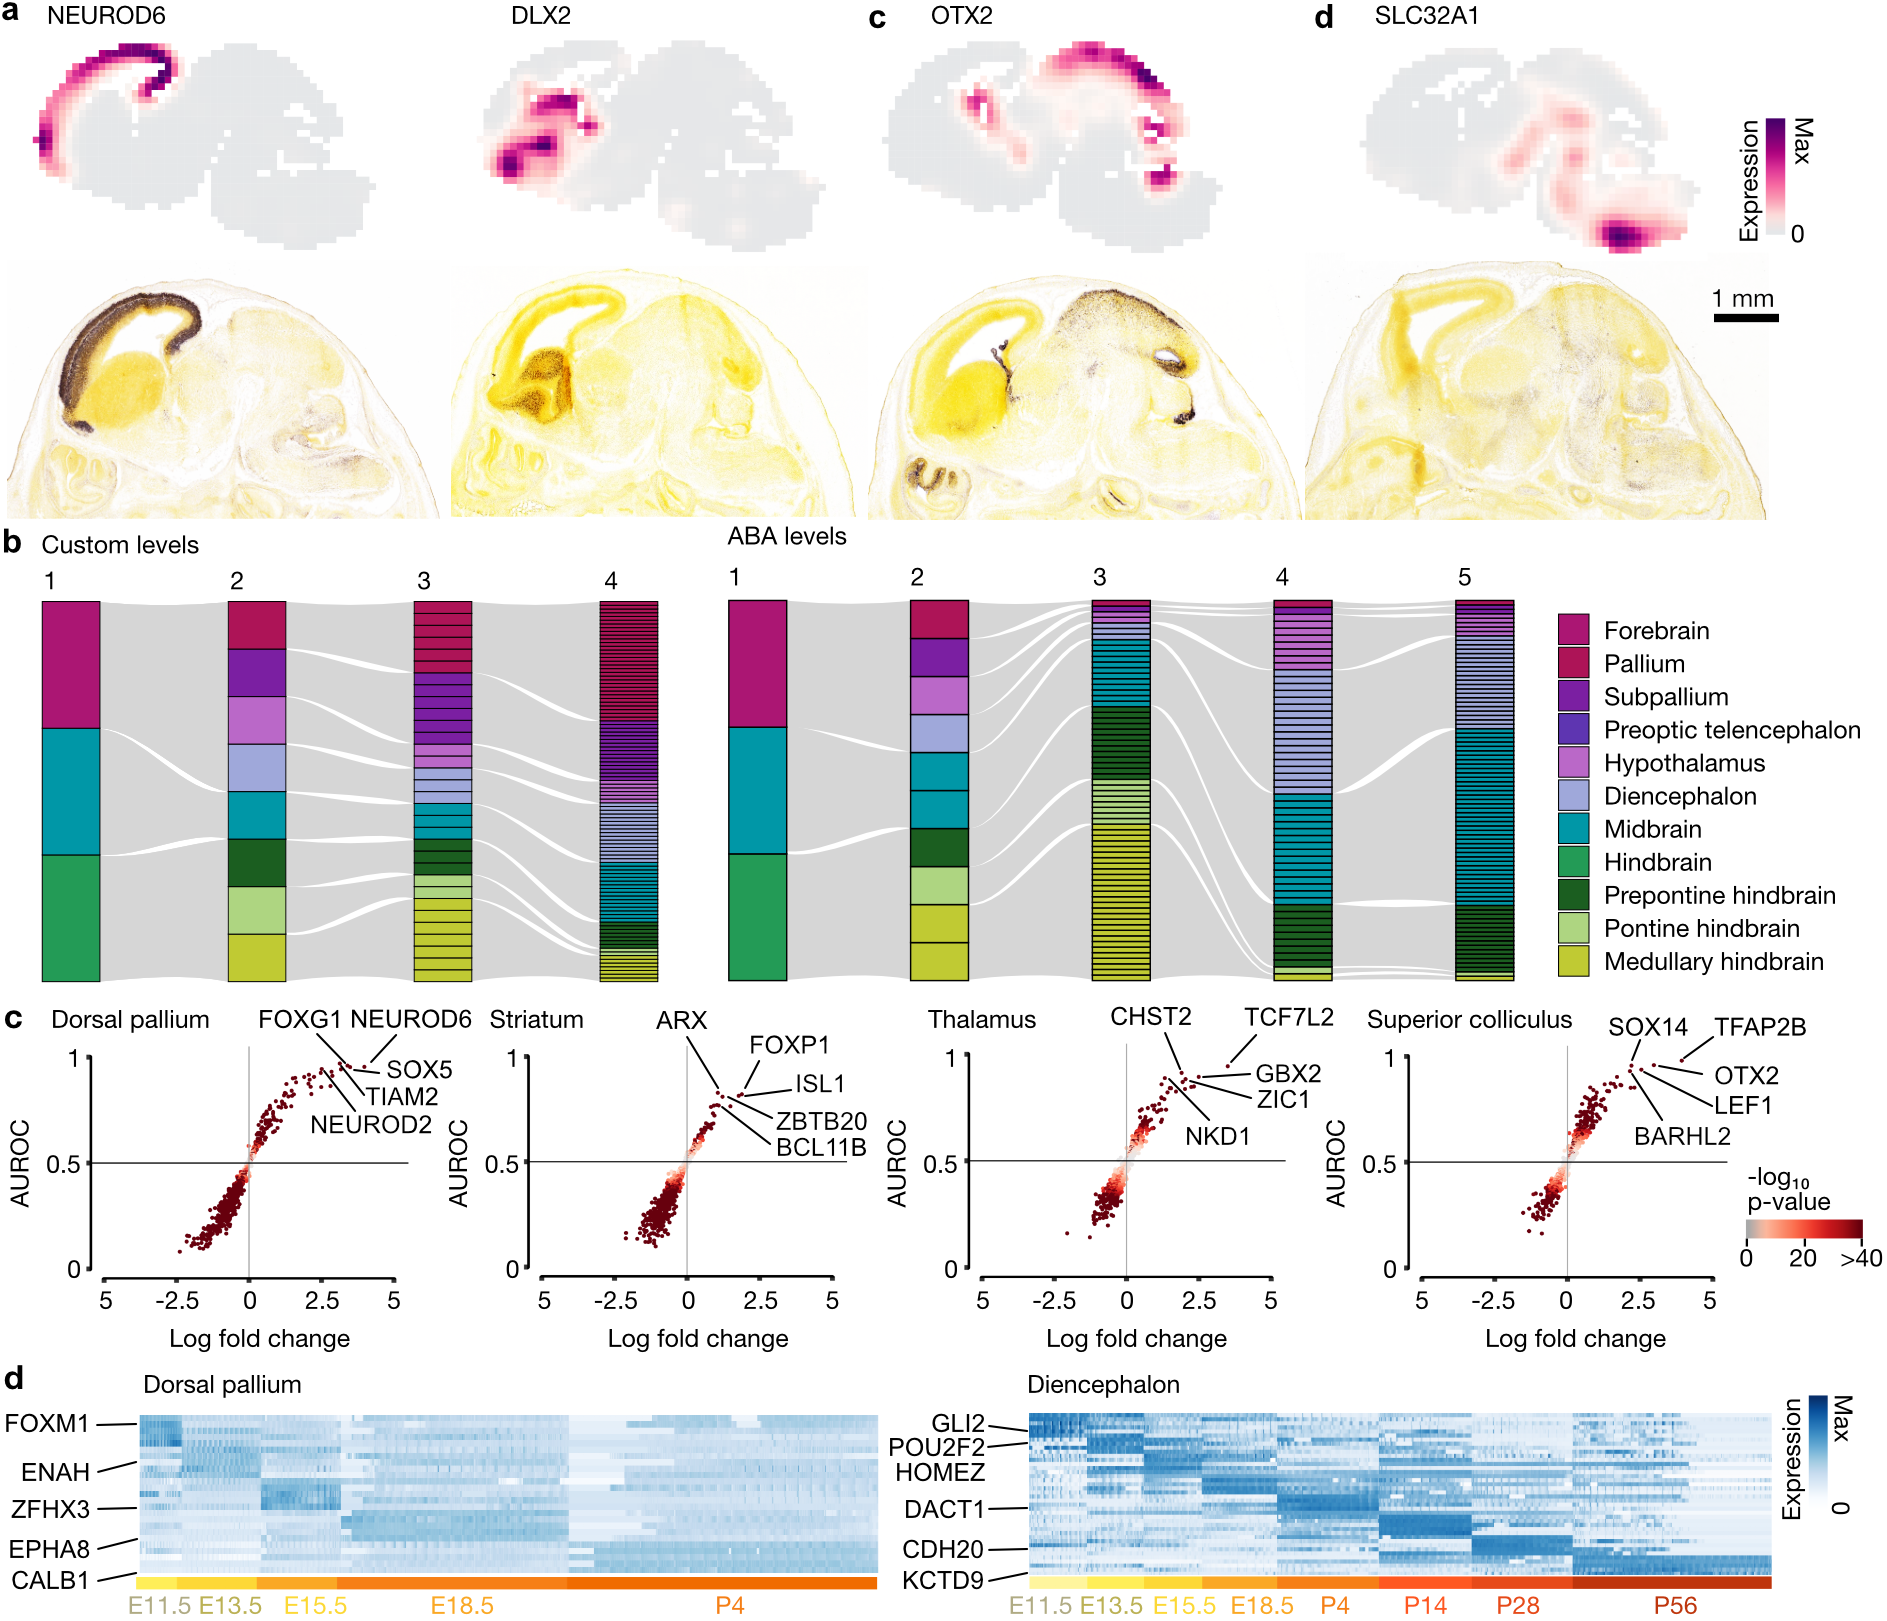 a NEUROD6 DLX2 c OTX2 d SLC32A1
Expression
Max
0
1 mm
b Custom levels ABA levels
1 2 3 4 1 2 3 4 5
Forebrain
Pallium
Subpallium
Preoptic telencephalon
Hypothalamus
Diencephalon
Midbrain
Hindbrain
Prepontine hindbrain
Pontine hindbrain
Medullary hindbrain
c Dorsal pallium
FOXG1 NEUROD6
SOX5
TIAM2
NEUROD2
AUROC
1
0.5
0
5 -2.5 0 2.5 5
Log fold change
Striatum
ARX
FOXP1
ISL1
ZBTB20
BCL11B
AUROC
1
0.5
0
5 -2.5 0 2.5 5
Log fold change
Thalamus
CHST2 TCF7L2
GBX2
ZIC1
NKD1
AUROC
1
0.5
0
5 -2.5 0 2.5 5
Log fold change
Superior colliculus
SOX14 TFAP2B
OTX2
LEF1
BARHL2
AUROC
1
0.5
0
5 -2.5 0 2.5 5
Log fold change
-log10
p-value
0 20 >40
d Dorsal pallium
FOXM1
ENAH
ZFHX3
EPHA8
CALB1
E11.5 E13.5 E15.5 E18.5 P4
Diencephalon
GLI2
POU2F2
HOMEZ
DACT1
CDH20
KCTD9
E11.5 E13.5 E15.5 E18.5 P4 P14 P28 P56
Expression
Max
0